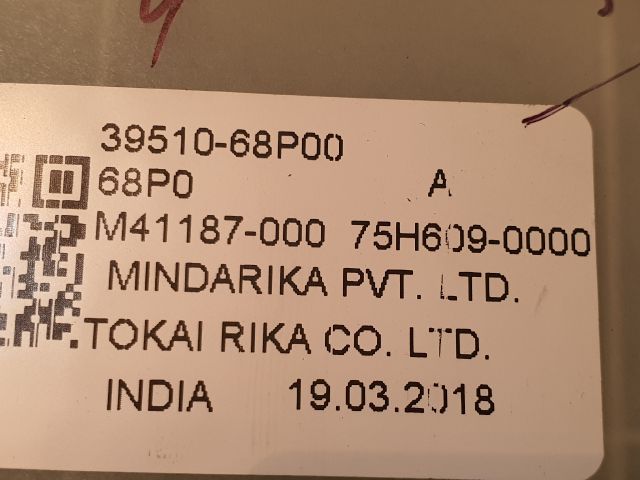 39510-68P00
68P0 A
M41187-000 75H609-0000
MINDARIKA PVT. LTD.
TOKAI RIKA CO. LTD.
INDIA 19.03.2018